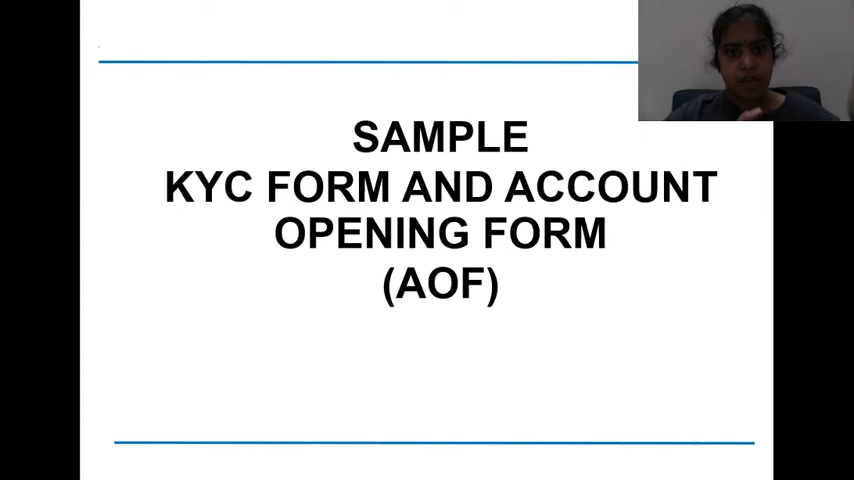 SAMPLE
KYC FORM AND ACCOUNT
OPENING FORM
(AOF)